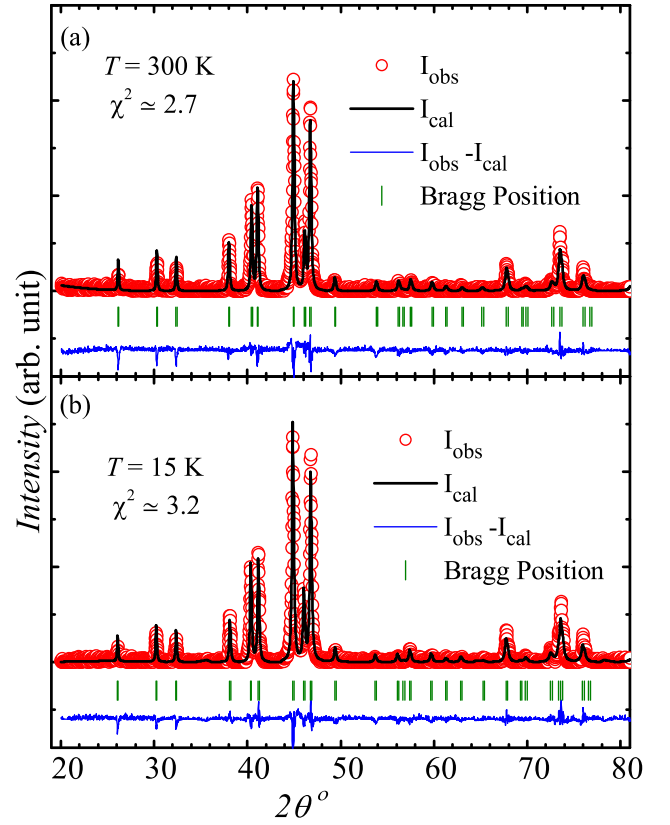 (a)
T = 300 K
χ² ≃ 2.7
I_obs
I_cal
I_obs -I_cal
Bragg Position
Intensity (arb. unit)
(b)
T = 15 K
χ² ≃ 3.2
I_obs
I_cal
I_obs -I_cal
Bragg Position
20 30 40 50 60 70 80
2θ°